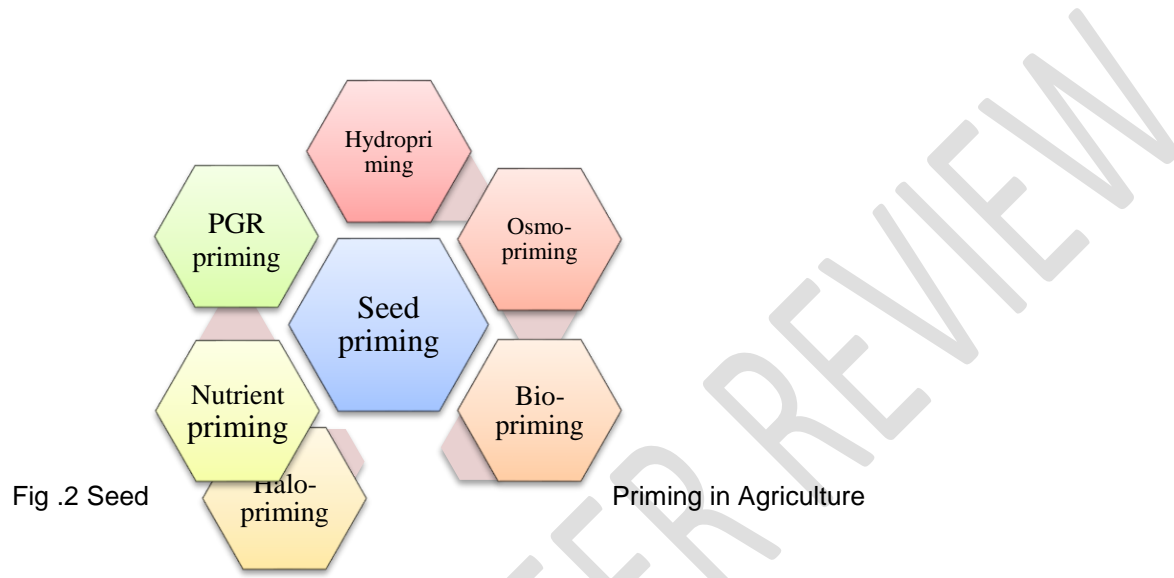 Hydropri
ming
PGR
priming
Osmo-
priming
Seed
priming
Nutrient
priming
Bio-
priming
Halo-
priming
Fig .2 Seed Priming in Agriculture
ER REVIEW